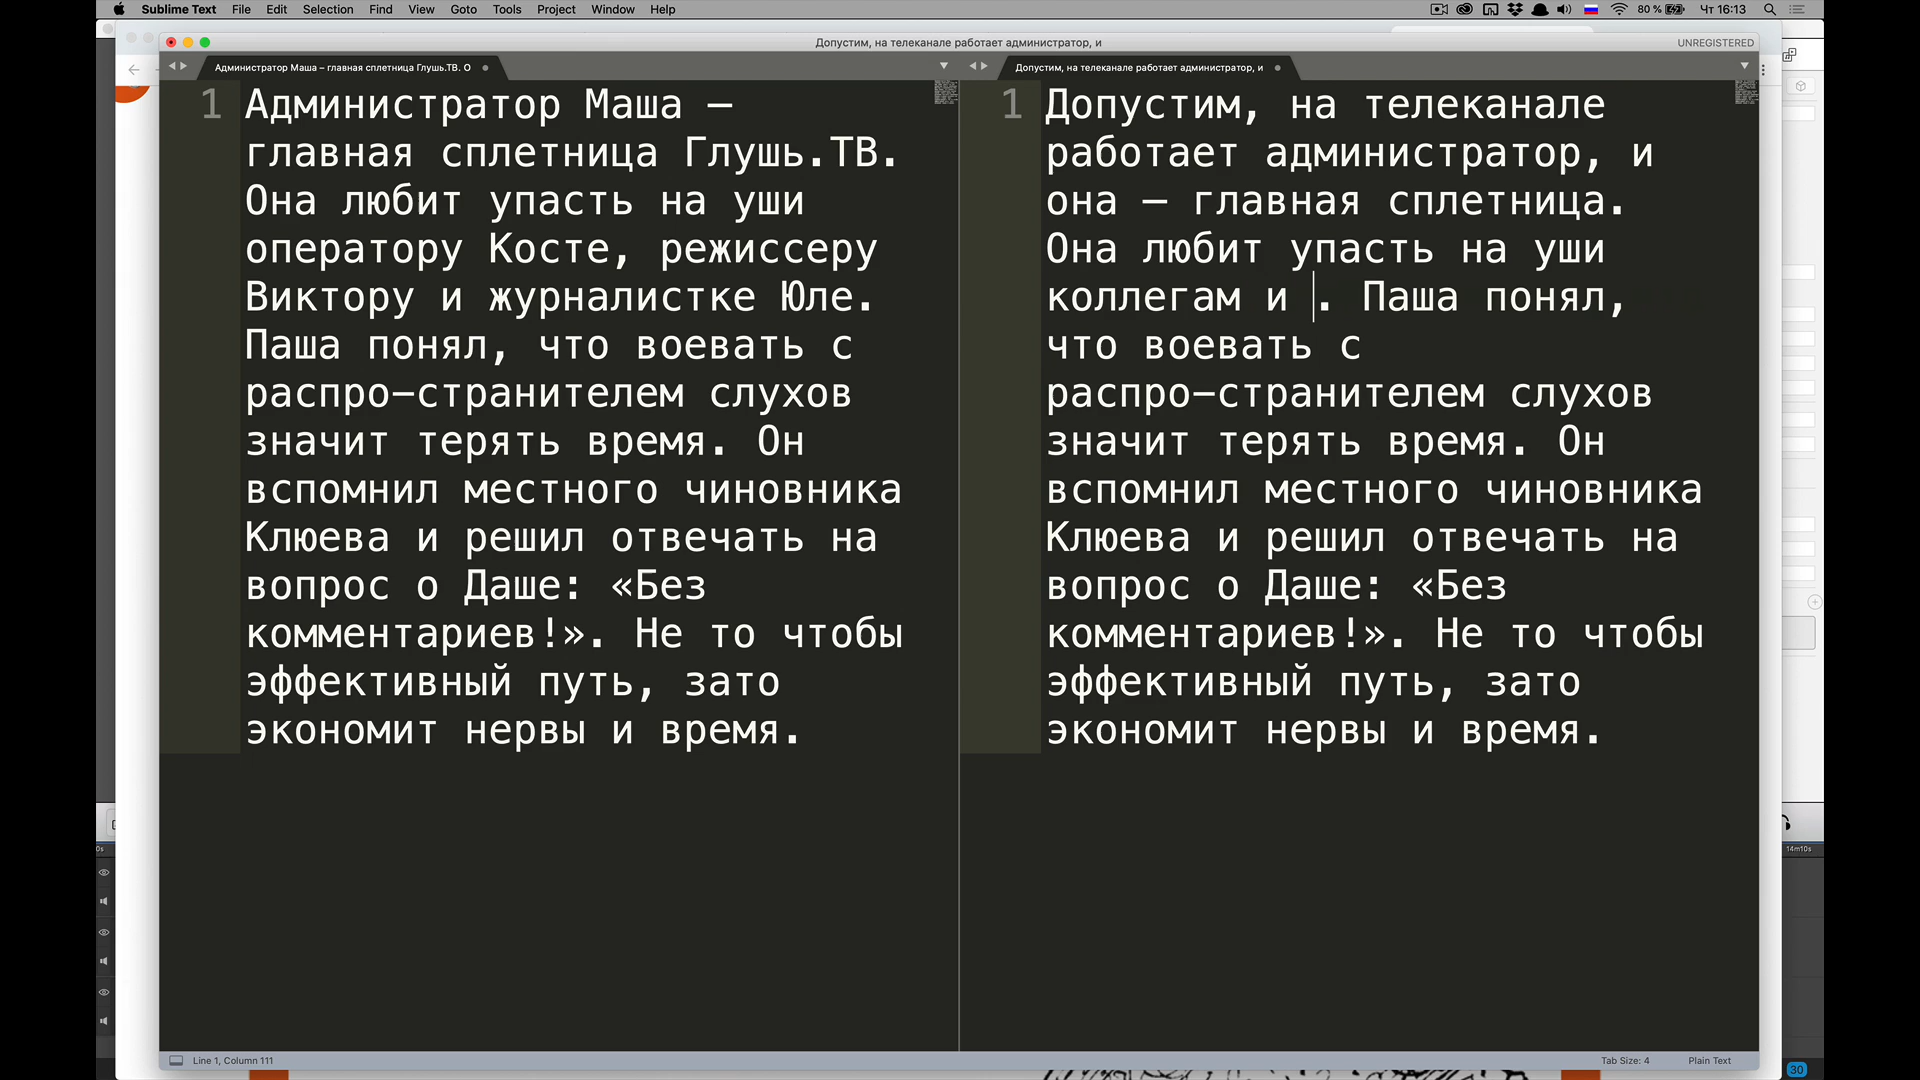 Sublime Text File Edit Selection Find View Goto Tools Project Window Help 80 % Чт 16:13
Допустим, на телеканале работает администратор, и UNREGISTERED
Администратор Маша – главная сплетница Глушь.ТВ. О
Допустим, на телеканале работает администратор, и
1 Администратор Маша –
главная сплетница Глушь.ТВ.
Она любит упасть на уши
оператору Косте, режиссеру
Виктору и журналистке Юле.
Паша понял, что воевать с
распро–странителем слухов
значит терять время. Он
вспомнил местного чиновника
Клюева и решил отвечать на
вопрос о Даше: «Без
комментариев!». Не то чтобы
эффективный путь, зато
экономит нервы и время.
1 Допустим, на телеканале
работает администратор, и
она – главная сплетница.
Она любит упасть на уши
коллегам и . Паша понял,
что воевать с
распро–странителем слухов
значит терять время. Он
вспомнил местного чиновника
Клюева и решил отвечать на
вопрос о Даше: «Без
комментариев!». Не то чтобы
эффективный путь, зато
экономит нервы и время.
0s
14m10s
Line 1, Column 111 Tab Size: 4 Plain Text
30